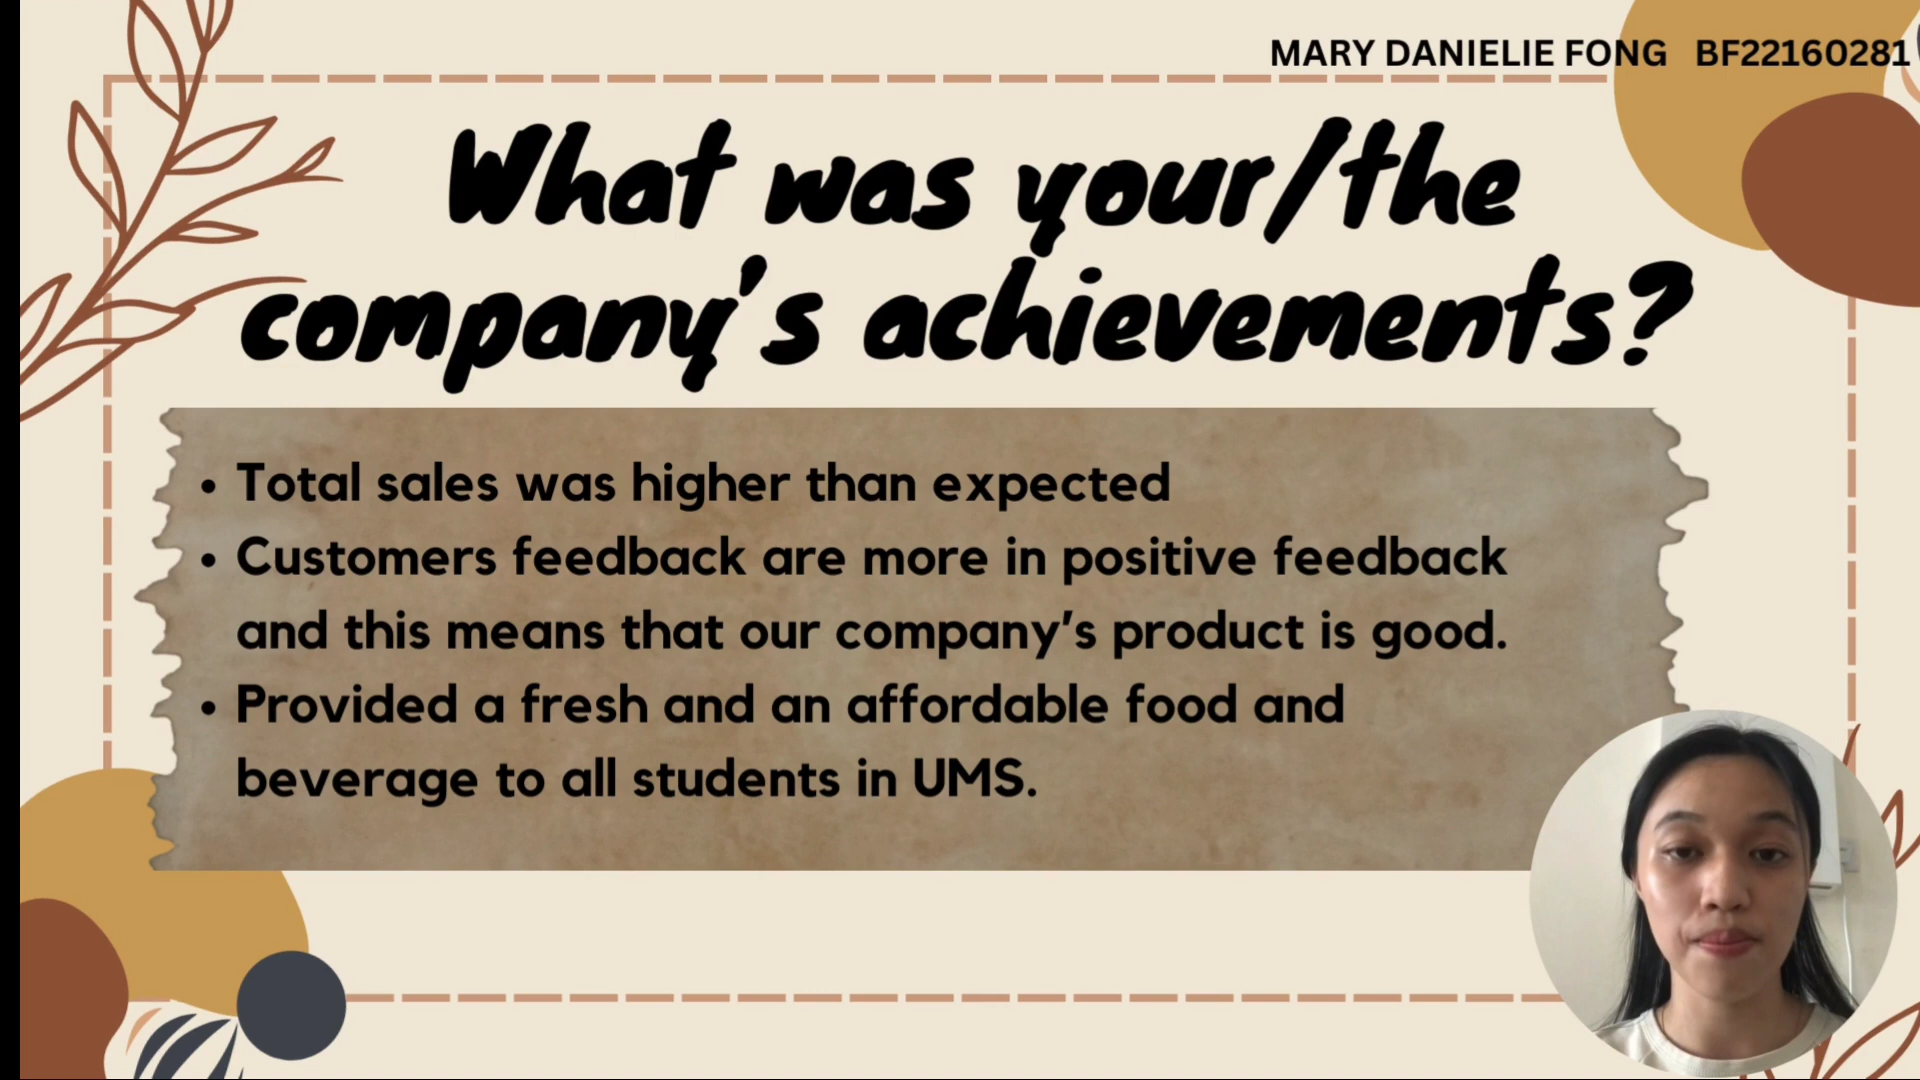 MARY DANIELIE FONG BF22160281
What was your/the
company's achievements?
• Total sales was higher than expected
• Customers feedback are more in positive feedback
and this means that our company's product is good.
• Provided a fresh and an affordable food and
beverage to all students in UMS.